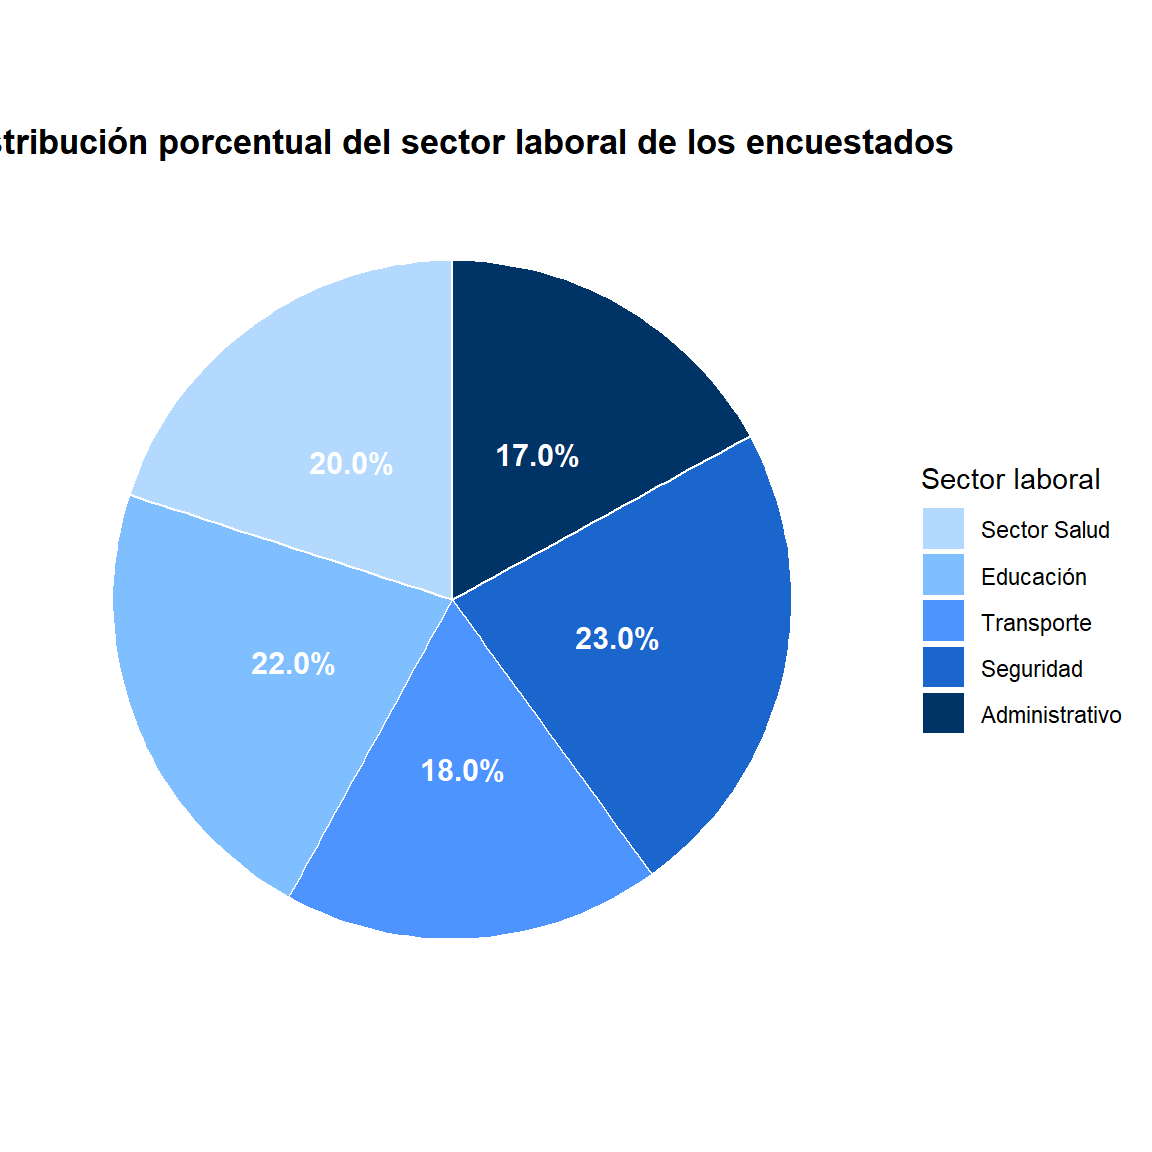 stribución porcentual del sector laboral de los encuestados
20.0%
17.0%
23.0%
22.0%
18.0%
Sector laboral
Sector Salud
Educación
Transporte
Seguridad
Administrativo